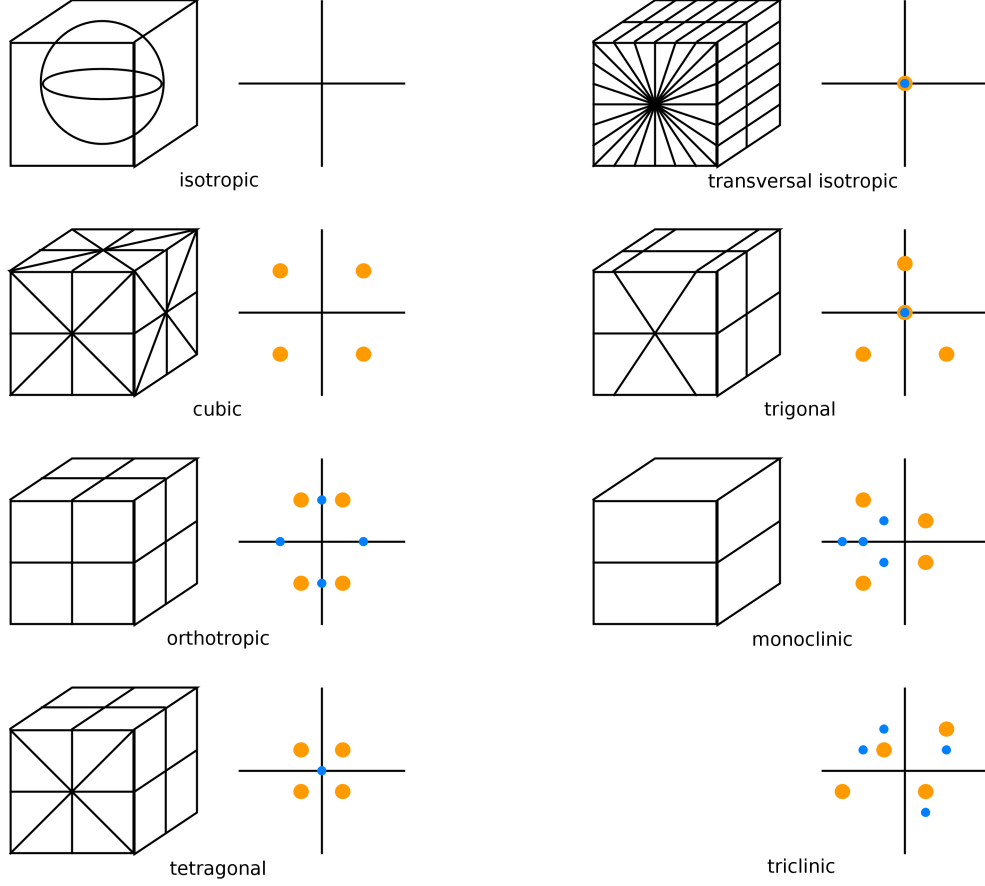 isotropic
transversal isotropic
cubic
trigonal
orthotropic
monoclinic
tetragonal
triclinic